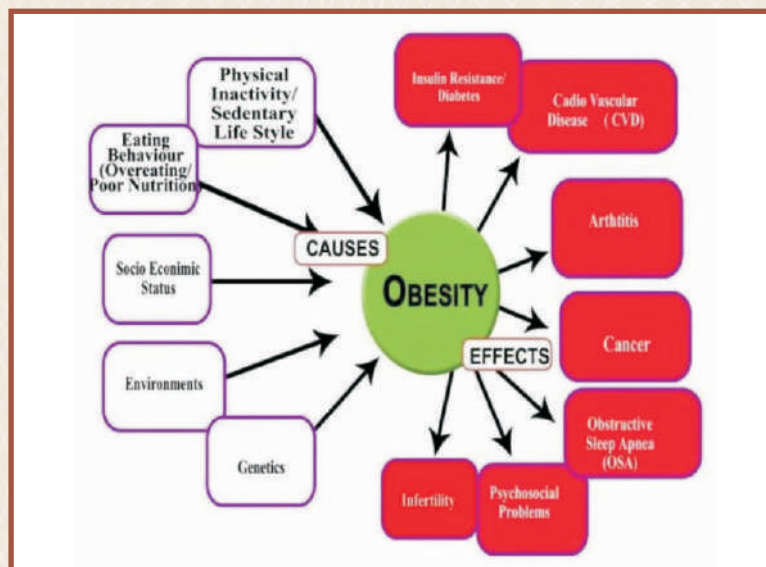 Physical
Inactivity/
Sedentary
Life Style
Eating
Behaviour
(Overeating/
Poor Nutrition)
Socio Econimic
Status
Environments
Genetics
CAUSES
OBESITY
EFFECTS
Insulin Resistance/
Diabetes
Cadio Vascular
Disease ( CVD)
Arthtitis
Cancer
Obstructive
Sleep Apnea
(OSA)
Psychosocial
Problems
Infertility